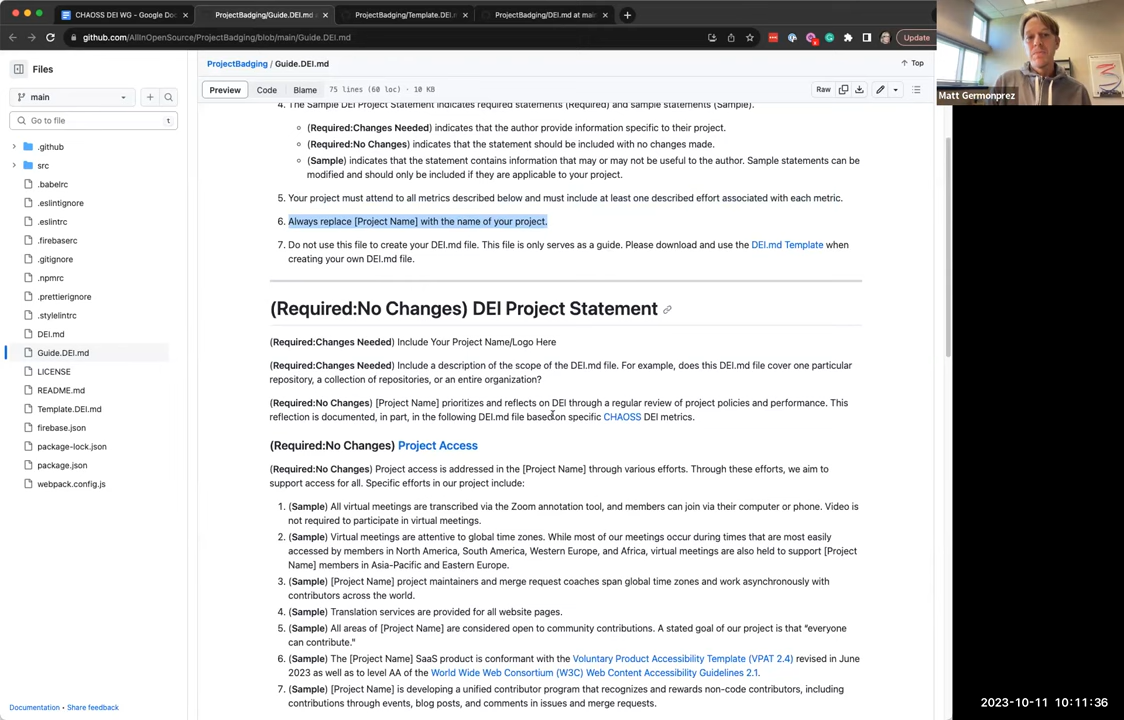 CHAOSS DEI WG - Google Doc
ProjectBadging/Guide.DEI.md a
ProjectBadging/Template.DEI.m
ProjectBadging/DEI.md at main
github.com/AllInOpenSource/ProjectBadging/blob/main/Guide.DEI.md
Update
Matt Germonprez
Files
main
Go to file
t
.github
src
.babelrc
.eslintignore
.eslintrc
.firebaserc
.gitignore
.npmrc
.prettierignore
.stylelintrc
DEI.md
Guide.DEI.md
LICENSE
README.md
Template.DEI.md
firebase.json
package-lock.json
package.json
webpack.config.js
Documentation • Share feedback
ProjectBadging / Guide.DEI.md
Top
Preview Code Blame 75 lines (60 loc) · 10 KB
Raw
4. The Sample DEI Project Statement indicates required statements (Required) and sample statements (Sample).
(Required:Changes Needed) indicates that the author provide information specific to their project.
(Required:No Changes) indicates that the statement should be included with no changes made.
(Sample) indicates that the statement contains information that may or may not be useful to the author. Sample statements can be
modified and should only be included if they are applicable to your project.
5. Your project must attend to all metrics described below and must include at least one described effort associated with each metric.
6. Always replace [Project Name] with the name of your project.
7. Do not use this file to create your DEI.md file. This file is only serves as a guide. Please download and use the DEI.md Template when
creating your own DEI.md file.
(Required:No Changes) DEI Project Statement
(Required:Changes Needed) Include Your Project Name/Logo Here
(Required:Changes Needed) Include a description of the scope of the DEI.md file. For example, does this DEI.md file cover one particular
repository, a collection of repositories, or an entire organization?
(Required:No Changes) [Project Name] prioritizes and reflects on DEI through a regular review of project policies and performance. This
reflection is documented, in part, in the following DEI.md file based on specific CHAOSS DEI metrics.
(Required:No Changes) Project Access
(Required:No Changes) Project access is addressed in the [Project Name] through various efforts. Through these efforts, we aim to
support access for all. Specific efforts in our project include:
1. (Sample) All virtual meetings are transcribed via the Zoom annotation tool, and members can join via their computer or phone. Video is
not required to participate in virtual meetings.
2. (Sample) Virtual meetings are attentive to global time zones. While most of our meetings occur during times that are most easily
accessed by members in North America, South America, Western Europe, and Africa, virtual meetings are also held to support [Project
Name] members in Asia-Pacific and Eastern Europe.
3. (Sample) [Project Name] project maintainers and merge request coaches span global time zones and work asynchronously with
contributors across the world.
4. (Sample) Translation services are provided for all website pages.
5. (Sample) All areas of [Project Name] are considered open to community contributions. A stated goal of our project is that “everyone
can contribute.”
6. (Sample) The [Project Name] SaaS product is conformant with the Voluntary Product Accessibility Template (VPAT 2.4) revised in June
2023 as well as to level AA of the World Wide Web Consortium (W3C) Web Content Accessibility Guidelines 2.1.
7. (Sample) [Project Name] is developing a unified contributor program that recognizes and rewards non-code contributors, including
contributions through events, blog posts, and comments in issues and merge requests.
2023-10-11 10:11:36